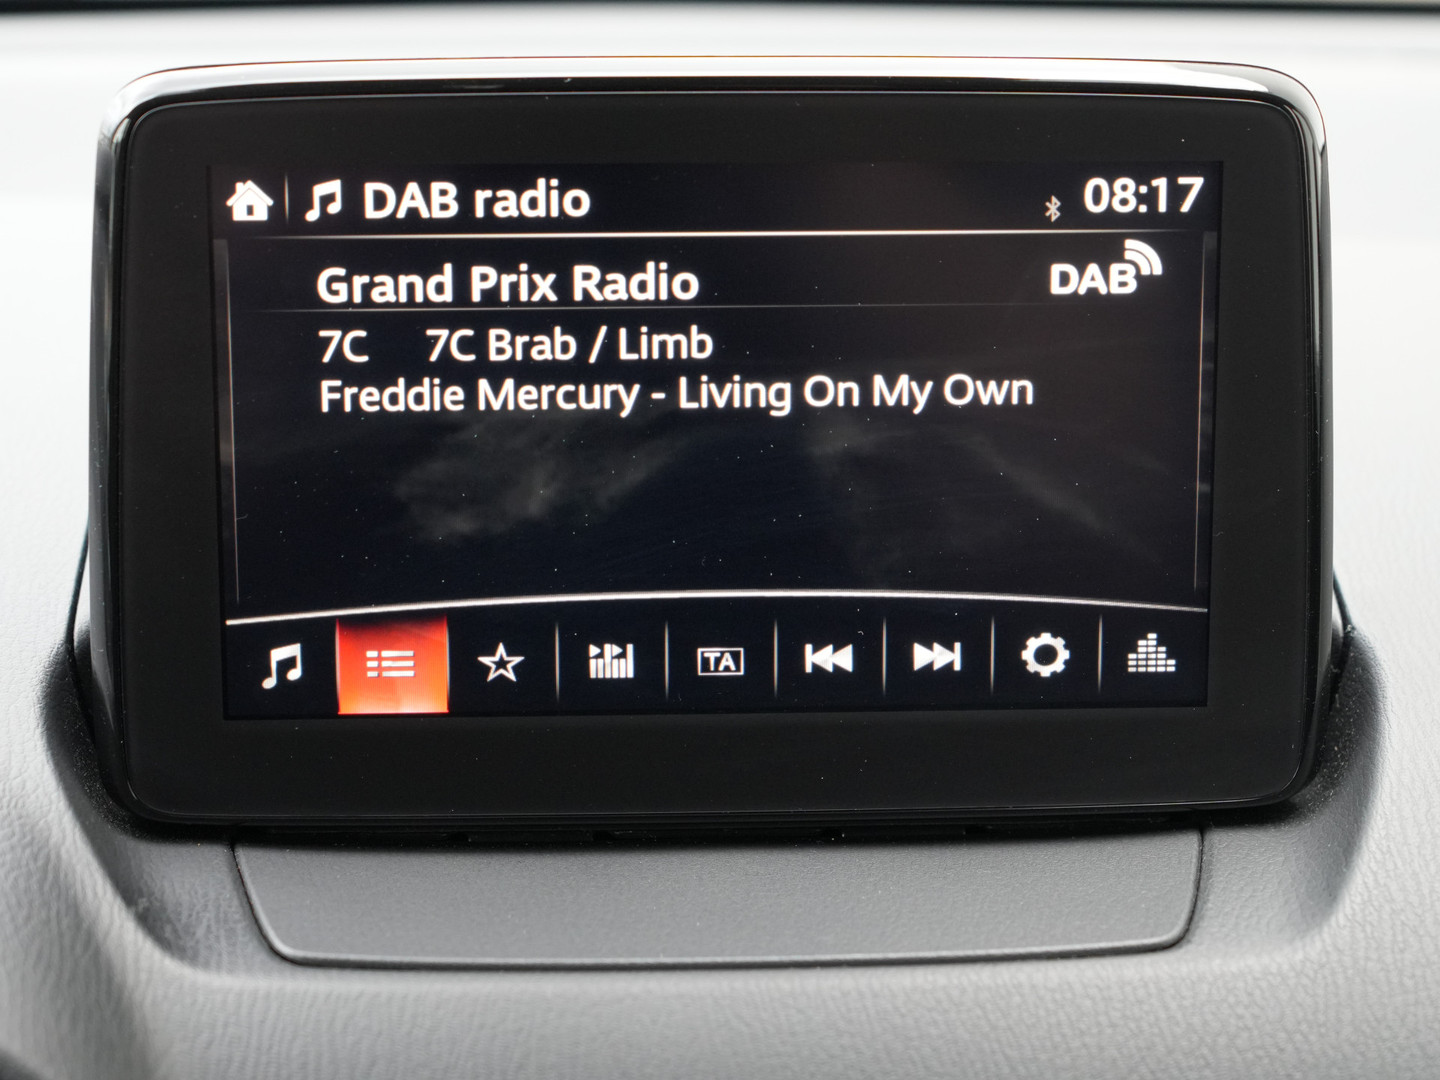 DAB radio 08:17
Grand Prix Radio DAB
7C 7C Brab / Limb
Freddie Mercury - Living On My Own
TA